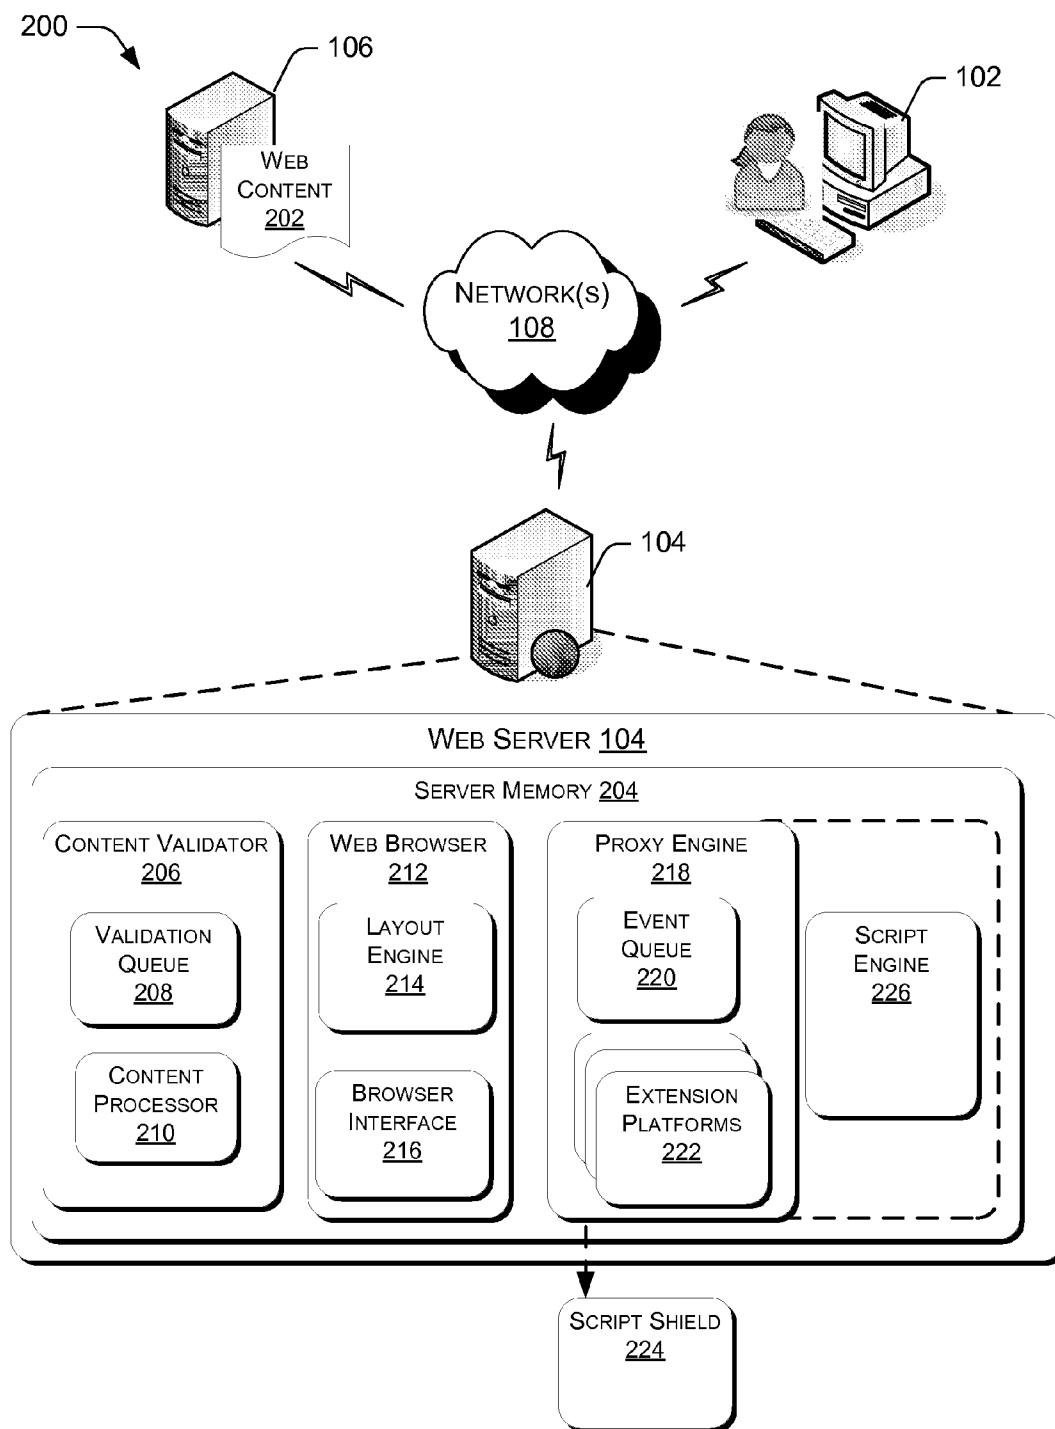 200
106
102
WEB
CONTENT
202
NETWORK(S)
108
104
WEB SERVER 104
SERVER MEMORY 204
CONTENT VALIDATOR
206
VALIDATION
QUEUE
208
CONTENT
PROCESSOR
210
WEB BROWSER
212
LAYOUT
ENGINE
214
BROWSER
INTERFACE
216
PROXY ENGINE
218
EVENT
QUEUE
220
EXTENSION
PLATFORMS
222
SCRIPT
ENGINE
226
SCRIPT SHIELD
224